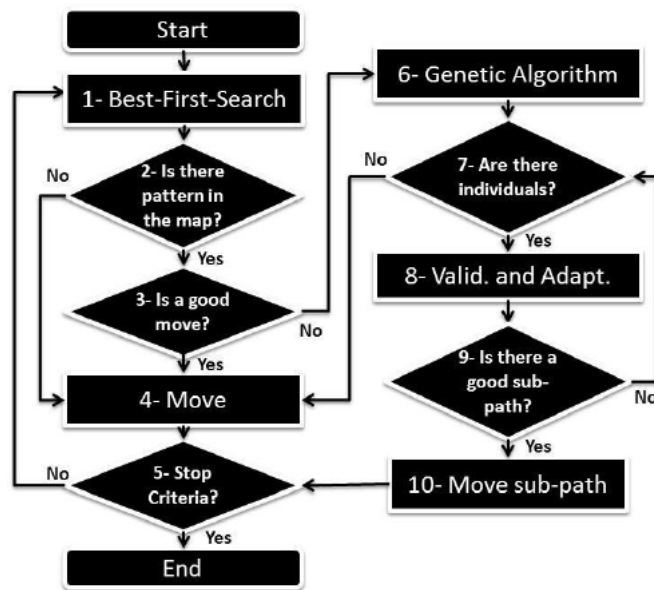 Start
1- Best-First-Search
No
2- Is there
pattern in
the map?
Yes
3- Is a good
move?
No
Yes
4- Move
No
5- Stop
Criteria?
Yes
End
6- Genetic Algorithm
No
7- Are there
individuals?
Yes
8- Valid. and Adapt.
9- Is there a
good sub-
path?
No
Yes
10- Move sub-path